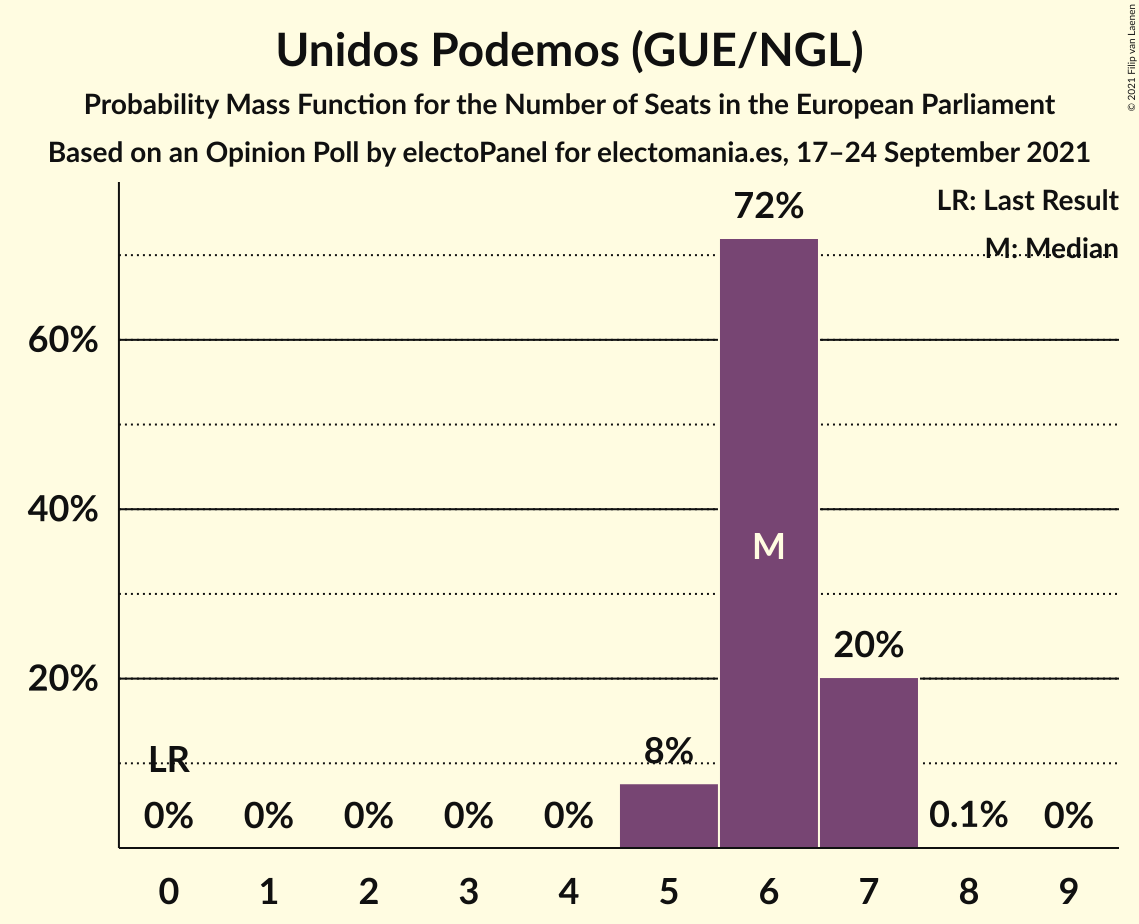 Unidos Podemos (GUE/NGL)
Probability Mass Function for the Number of Seats in the European Parliament
Based on an Opinion Poll by electoPanel for electomania.es, 17–24 September 2021
© 2021 Filip van Laenen
LR: Last Result
M: Median
72%
60%
40%
M
20%
20%
LR
8%
0%
0%
0%
0%
0%
0.1%
0%
0
1
2
3
4
5
6
7
8
9